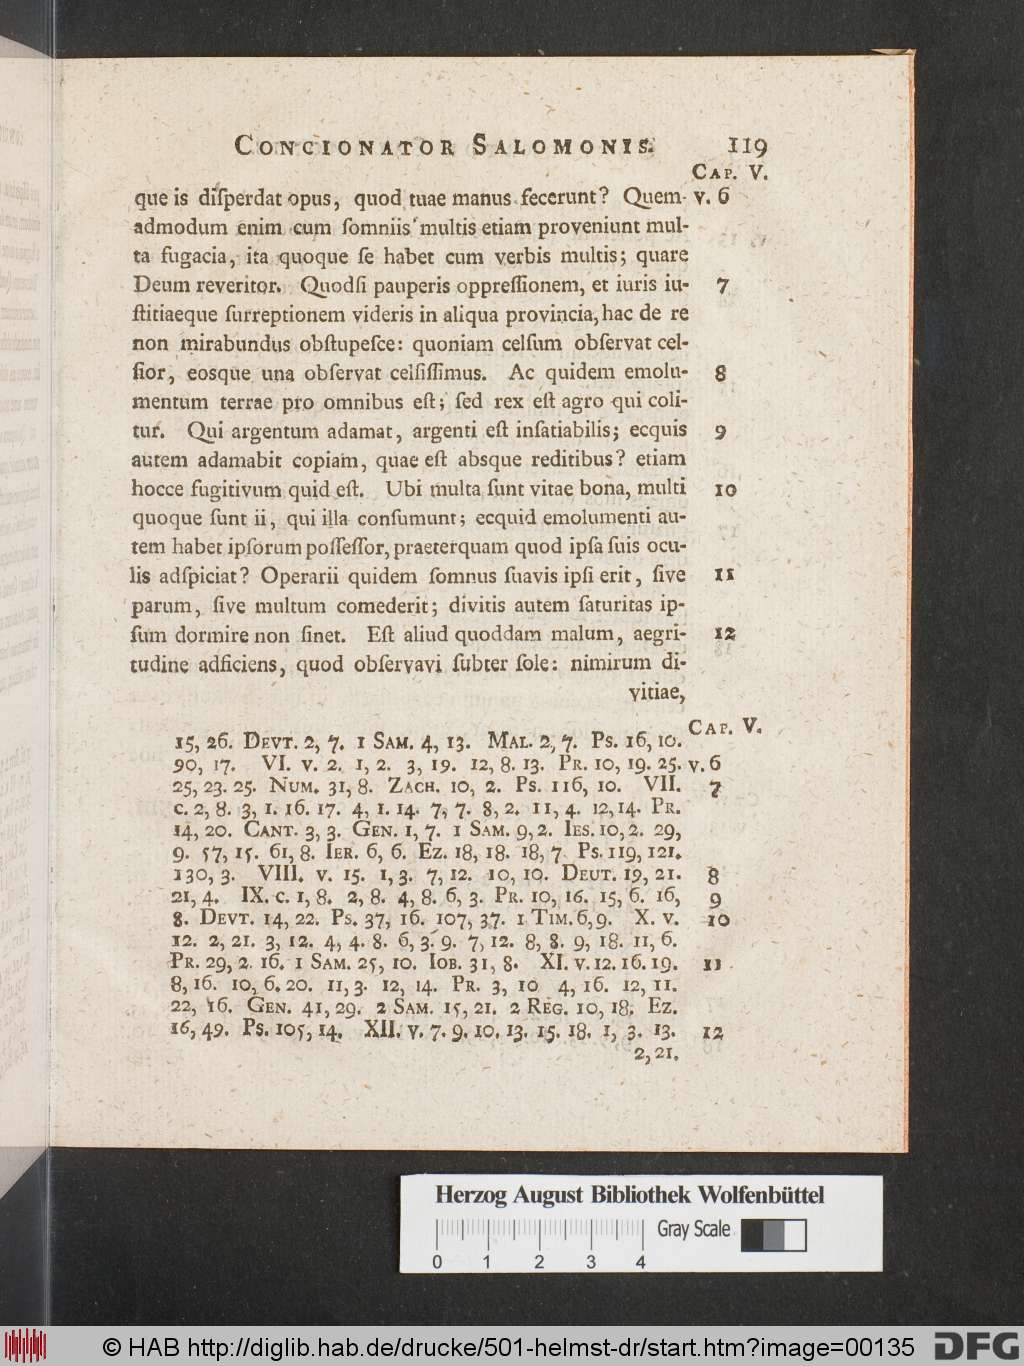 CONCIONATOR SALOMONIS. 119
CAP. V.
que is diſperdat opus, quod tuae manus fecerunt? Quem- v. 6
admodum enim cum ſomniis multis etiam proveniunt mul-
ta fugacia, ita quoque ſe habet cum verbis multis; quare
Deum reveritor. Quodſi pauperis oppreſſionem, et iuris iu- 7
ſtitiaeque ſurreptionem videris in aliqua provincia, hac de re
non mirabundus obſtupeſce: quoniam celſum obſervat cel-
ſior, eosque una obſervat celſiſſimus. Ac quidem emolu- 8
mentum terrae pro omnibus eſt; ſed rex eſt agro qui coli-
tur. Qui argentum adamat, argenti eſt inſatiabilis; ecquis 9
autem adamabit copiam, quae eſt absque reditibus? etiam
hocce fugitivum quid eſt. Ubi multa ſunt vitae bona, multi 10
quoque ſunt ii, qui illa conſumunt; ecquid emolumenti au-
tem habet ipſorum poſſeſſor, praeterquam quod ipſa ſuis ocu-
lis adſpiciat? Operarii quidem ſomnus ſuavis ipſi erit, ſive 11
parum, ſive multum comederit; divitis autem ſaturitas ip-
ſum dormire non ſinet. Eſt aliud quoddam malum, aegri- 12
tudine adficiens, quod obſervavi ſubter ſole: nimirum di-
vitiae,
CAP. V.
15, 26. DEVT. 2, 7. 1 SAM. 4, 13. MAL. 2, 7. PS. 16, 10.
90, 17. VI. v. 2. 1, 2. 3, 19. 12, 8. 13. PR. 10, 19. 25. v. 6
25, 23. 25. NUM. 31, 8. ZACH. 10, 2. PS. 116, 10. VII. 7
c. 2, 8. 3, 1. 16. 17. 4, 1. 14. 7, 7. 8, 2. 11, 4. 12, 14. PR.
14, 20. CANT. 3, 3. GEN. 1, 7. 1 SAM. 9, 2. IES. 10, 2. 29,
9. 57, 15. 61, 8. IER. 6, 6. EZ. 18, 18. 18, 7. PS. 119, 121.
130, 3. VIII. v. 15. 1, 3. 7, 12. 10, 19. DEUT. 19, 21. 8
21, 4. IX. c. 1, 8. 2, 8. 4, 8. 6, 3. PR. 10, 16. 15, 6. 16, 9
8. DEVT. 14, 22. PS. 37, 16. 107, 37. 1 TIM. 6, 9. X. v. 10
12. 2, 21. 3, 12. 4, 4. 8. 6, 3. 9. 7, 12. 8, 8. 9, 18. 11, 6.
PR. 29, 2. 16. 1 SAM. 25, 10. IOB. 31, 8. XI. v. 12. 16. 19. 11
8, 16. 10, 6. 20. 11, 3. 12, 14. PR. 3, 10 4, 16. 12, 11.
22, 16. GEN. 41, 29. 2 SAM. 15, 21. 2 REG. 10, 18. EZ.
16, 49. PS. 105, 14. XII. v. 7. 9. 10. 13. 15. 18. 1, 3. 13. 12
2, 21.
Herzog August Bibliothek Wolfenbüttel
Gray Scale
0 1 2 3 4
© HAB http://diglib.hab.de/drucke/501-helmst-dr/start.htm?image=00135 DFG